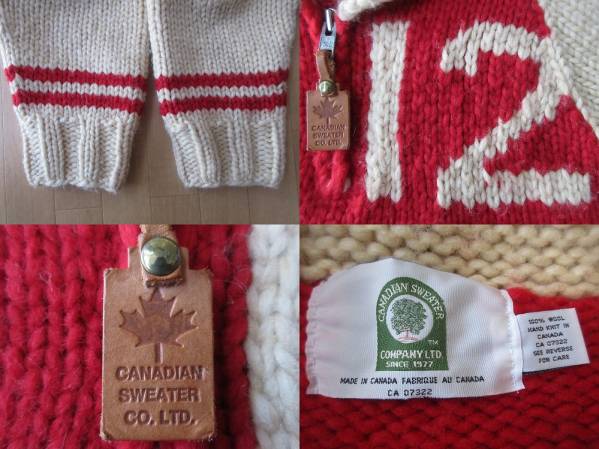 CANADIAN
SWEATER
CO. LTD.
12
CANADIAN
SWEATER
CO. LTD.
CANADIAN SWEATER
TM
COMPANY LTD.
SINCE 1977
MADE IN CANADA FABRIQUE AU CANADA
CA 07322
100% WOOL
HAND KNIT IN
CANADA
CA 07322
SEE REVERSE
FOR CARE